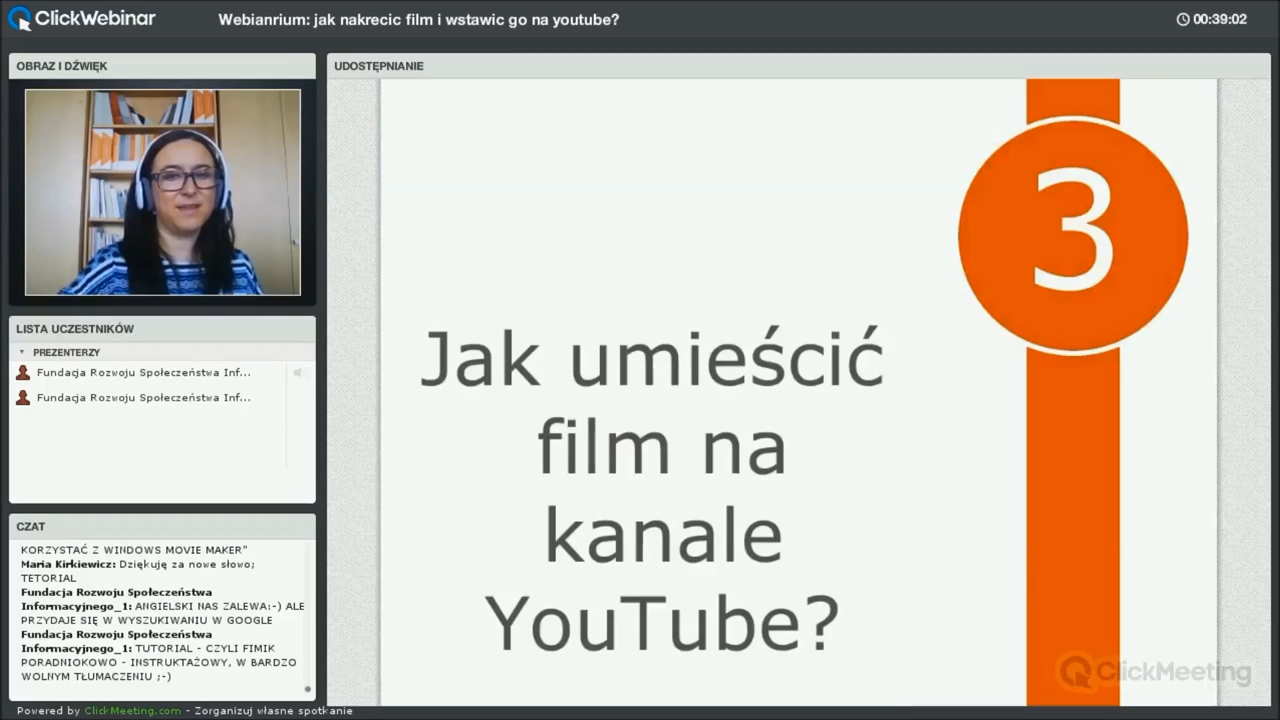 ClickWebinar
Webianrium: jak nakrecic film i wstawic go na youtube?
00:39:02
OBRAZ I DŹWIĘK
LISTA UCZESTNIKÓW
PREZENTERZY
Fundacja Rozwoju Społeczeństwa Inf...
Fundacja Rozwoju Społeczeństwa Inf...
CZAT
KORZYSTAĆ Z WINDOWS MOVIE MAKER"
Maria Kirkiewicz: Dziękuję za nowe słowo;
TETORIAL
Fundacja Rozwoju Społeczeństwa
Informacyjnego_1: ANGIELSKI NAS ZALEWA;-) ALE
PRZYDAJE SIĘ W WYSZUKIWANIU W GOOGLE
Fundacja Rozwoju Społeczeństwa
Informacyjnego_1: TUTORIAL - CZYLI FIMIK
PORADNIKOWO - INSTRUKTAŻOWY, W BARDZO
WOLNYM TŁUMACZENIU ;-)
UDOSTĘPNIANIE
3
Jak umieścić
film na
kanale
YouTube?
ClickMeeting
Powered by ClickMeeting.com - Zorganizuj własne spotkanie